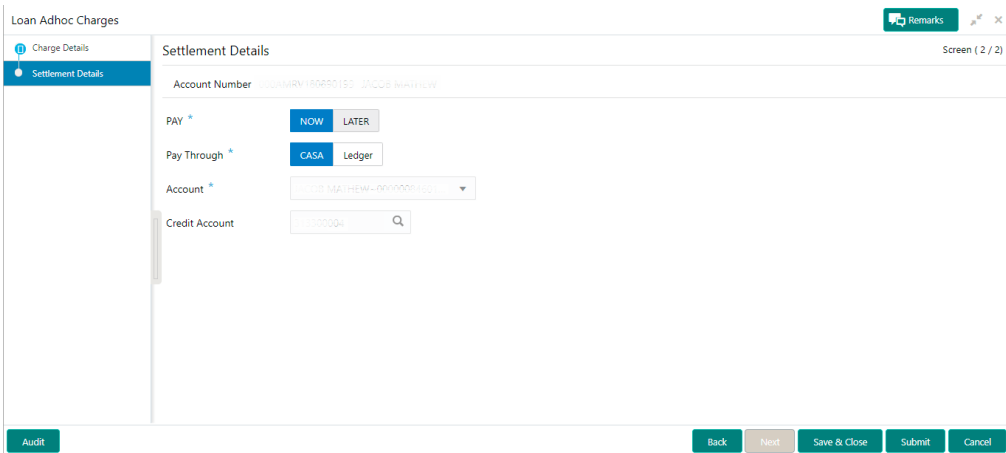 Loan Adhoc Charges
Remarks
Charge Details
Settlement Details
Settlement Details
Screen ( 2 / 2)
Account Number
PAY *
NOW LATER
Pay Through *
CASA Ledger
Account *
Credit Account
Audit
Back Next Save & Close Submit Cancel